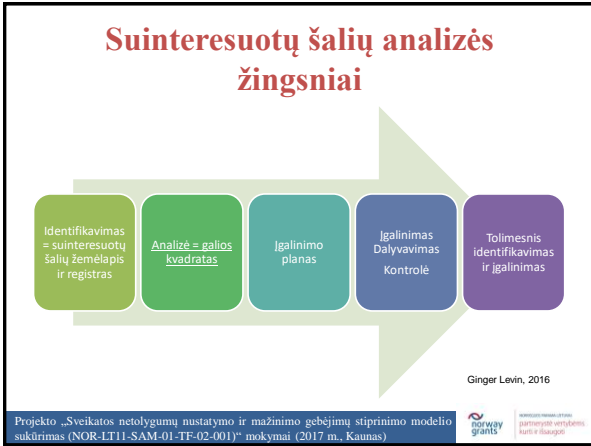 Suinteresuotų šalių analizės
žingsniai
Identifikavimas
= suinteresuotų
šalių žemėlapis
ir registras
Analizė = galios
kvadratas
Įgalinimo
planas
Įgalinimas
Dalyvavimas
Kontrolė
Tolimesnis
identifikavimas
ir įgalinimas
Ginger Levin, 2016
Projekto „Sveikatos netolygumų nustatymo ir mažinimo gebėjimų stiprinimo modelio
sukūrimas (NOR-LT11-SAM-01-TF-02-001)“ mokymai (2017 m., Kaunas)
norway
grants
partnerystė vertybėms
kurti ir išsaugoti